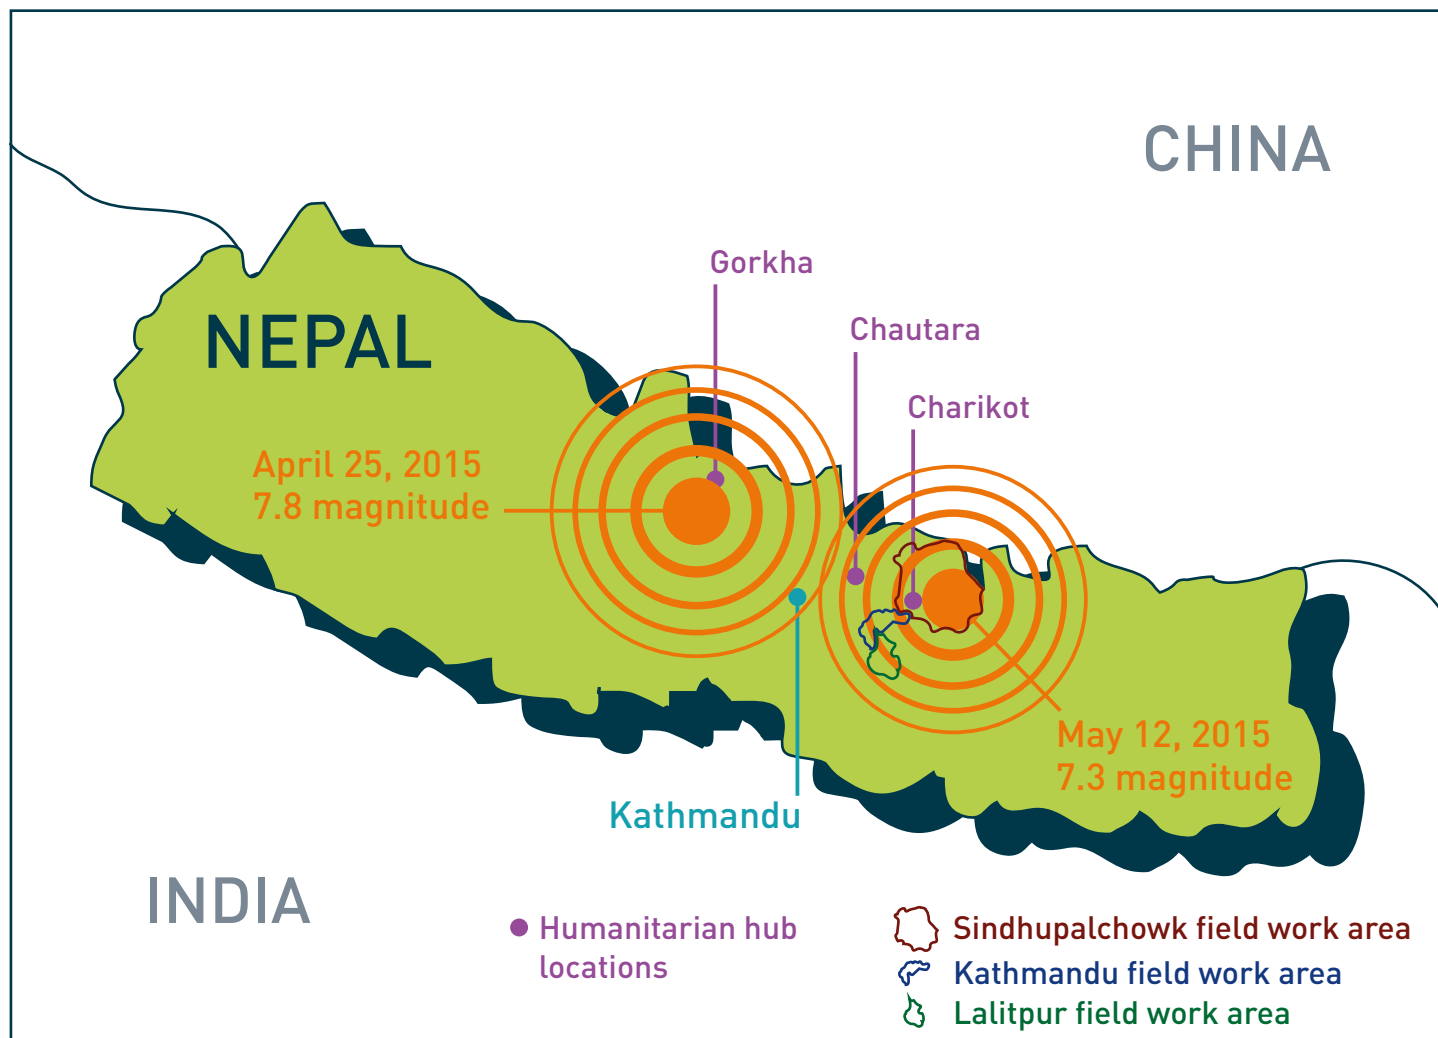 CHINA
Gorkha
NEPAL
Chautara
Charikot
April 25, 2015
7.8 magnitude
May 12, 2015
7.3 magnitude
Kathmandu
INDIA
Humanitarian hub
locations
Sindhupalchowk field work area
Kathmandu field work area
Lalitpur field work area